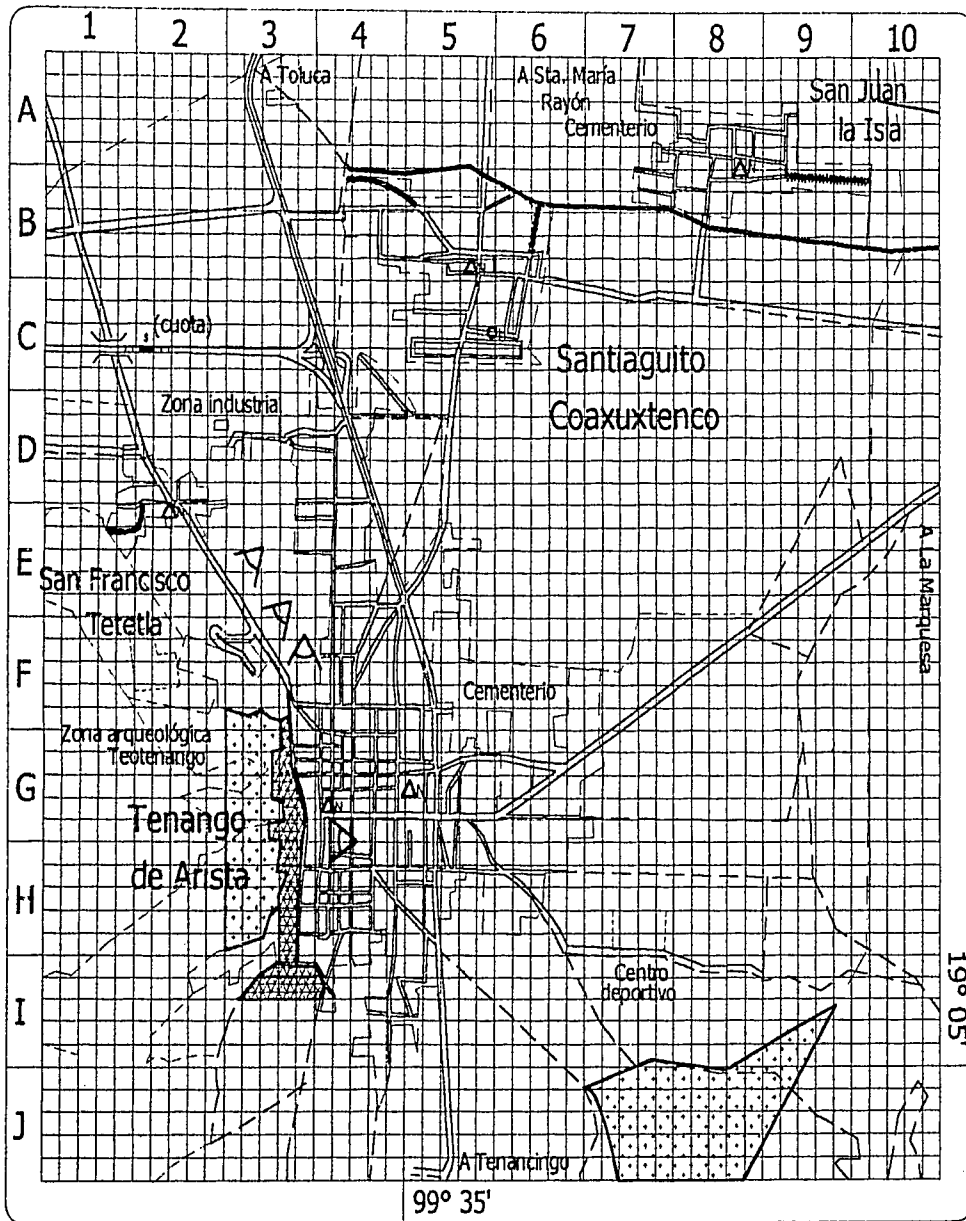 1 2 3 4 5 6 7 8 9 10
A
B
C
D
E
F
G
H
I
J
A Toluca
A Sta. María
Rayón
Cementerio
San Juan
la Isla
(cuota)
Santiaguito
Coaxuxtenco
Zona industria
San Francisco
Tetetla
A La Marquesa
Cementerio
Zona arqueológica
Teotenango
Tenango
de Arista
N
N
Centro
deportivo
19° 05'
A Tenancingo
99° 35'